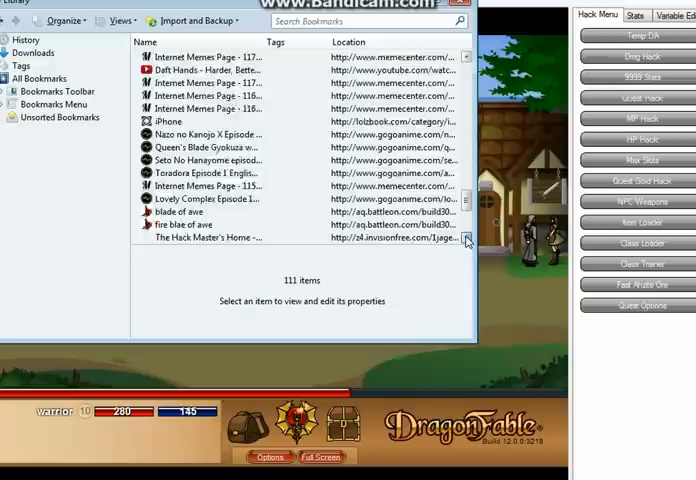 Library
www.Bandicam.com
Organize
Views
Import and Backup
Search Bookmarks
Hack Menu
Stats
Variable Ed
History
Downloads
Tags
All Bookmarks
Bookmarks Toolbar
Bookmarks Menu
Unsorted Bookmarks
Name Tags Location
Internet Memes Page - 117... http://www.memecenter.com/...
Daft Hands - Harder, Bette... http://www.youtube.com/watc...
Internet Memes Page - 117... http://www.memecenter.com/...
Internet Memes Page - 116... http://www.memecenter.com/...
Internet Memes Page - 116... http://www.memecenter.com/...
iPhone http://lolzbook.com/category/i...
Nazo no Kanojo X Episode ... http://www.gogoanime.com/n...
Queen's Blade Gyokuza w... http://www.gogoanime.com/q...
Seto No Hanayome episod... http://www.gogoanime.com/se...
Toradora Episode 1 Englis... http://www.gogoanime.com/...
Internet Memes Page - 115... http://www.memecenter.com/...
Lovely Complex Episode 1... http://www.gogoanime.com/lo...
blade of awe http://aq.battleon.com/build30...
fire blae of awe http://aq.battleon.com/build30...
The Hack Master's Home -... http://z4.invisionfree.com/1jage...
111 items
Select an item to view and edit its properties
Temp DA
Dmg Hack
9999 Stats
Quest Hack
MP Hack
HP Hack
Max Slots
Quest Gold Hack
NPC Weapons
Item Loader
Class Loader
Class Trainer
Fast Ahzite Ore
Quest Options
warrior 10 280 145
DragonFable
Build 12.0.0:3218
Options
Full Screen